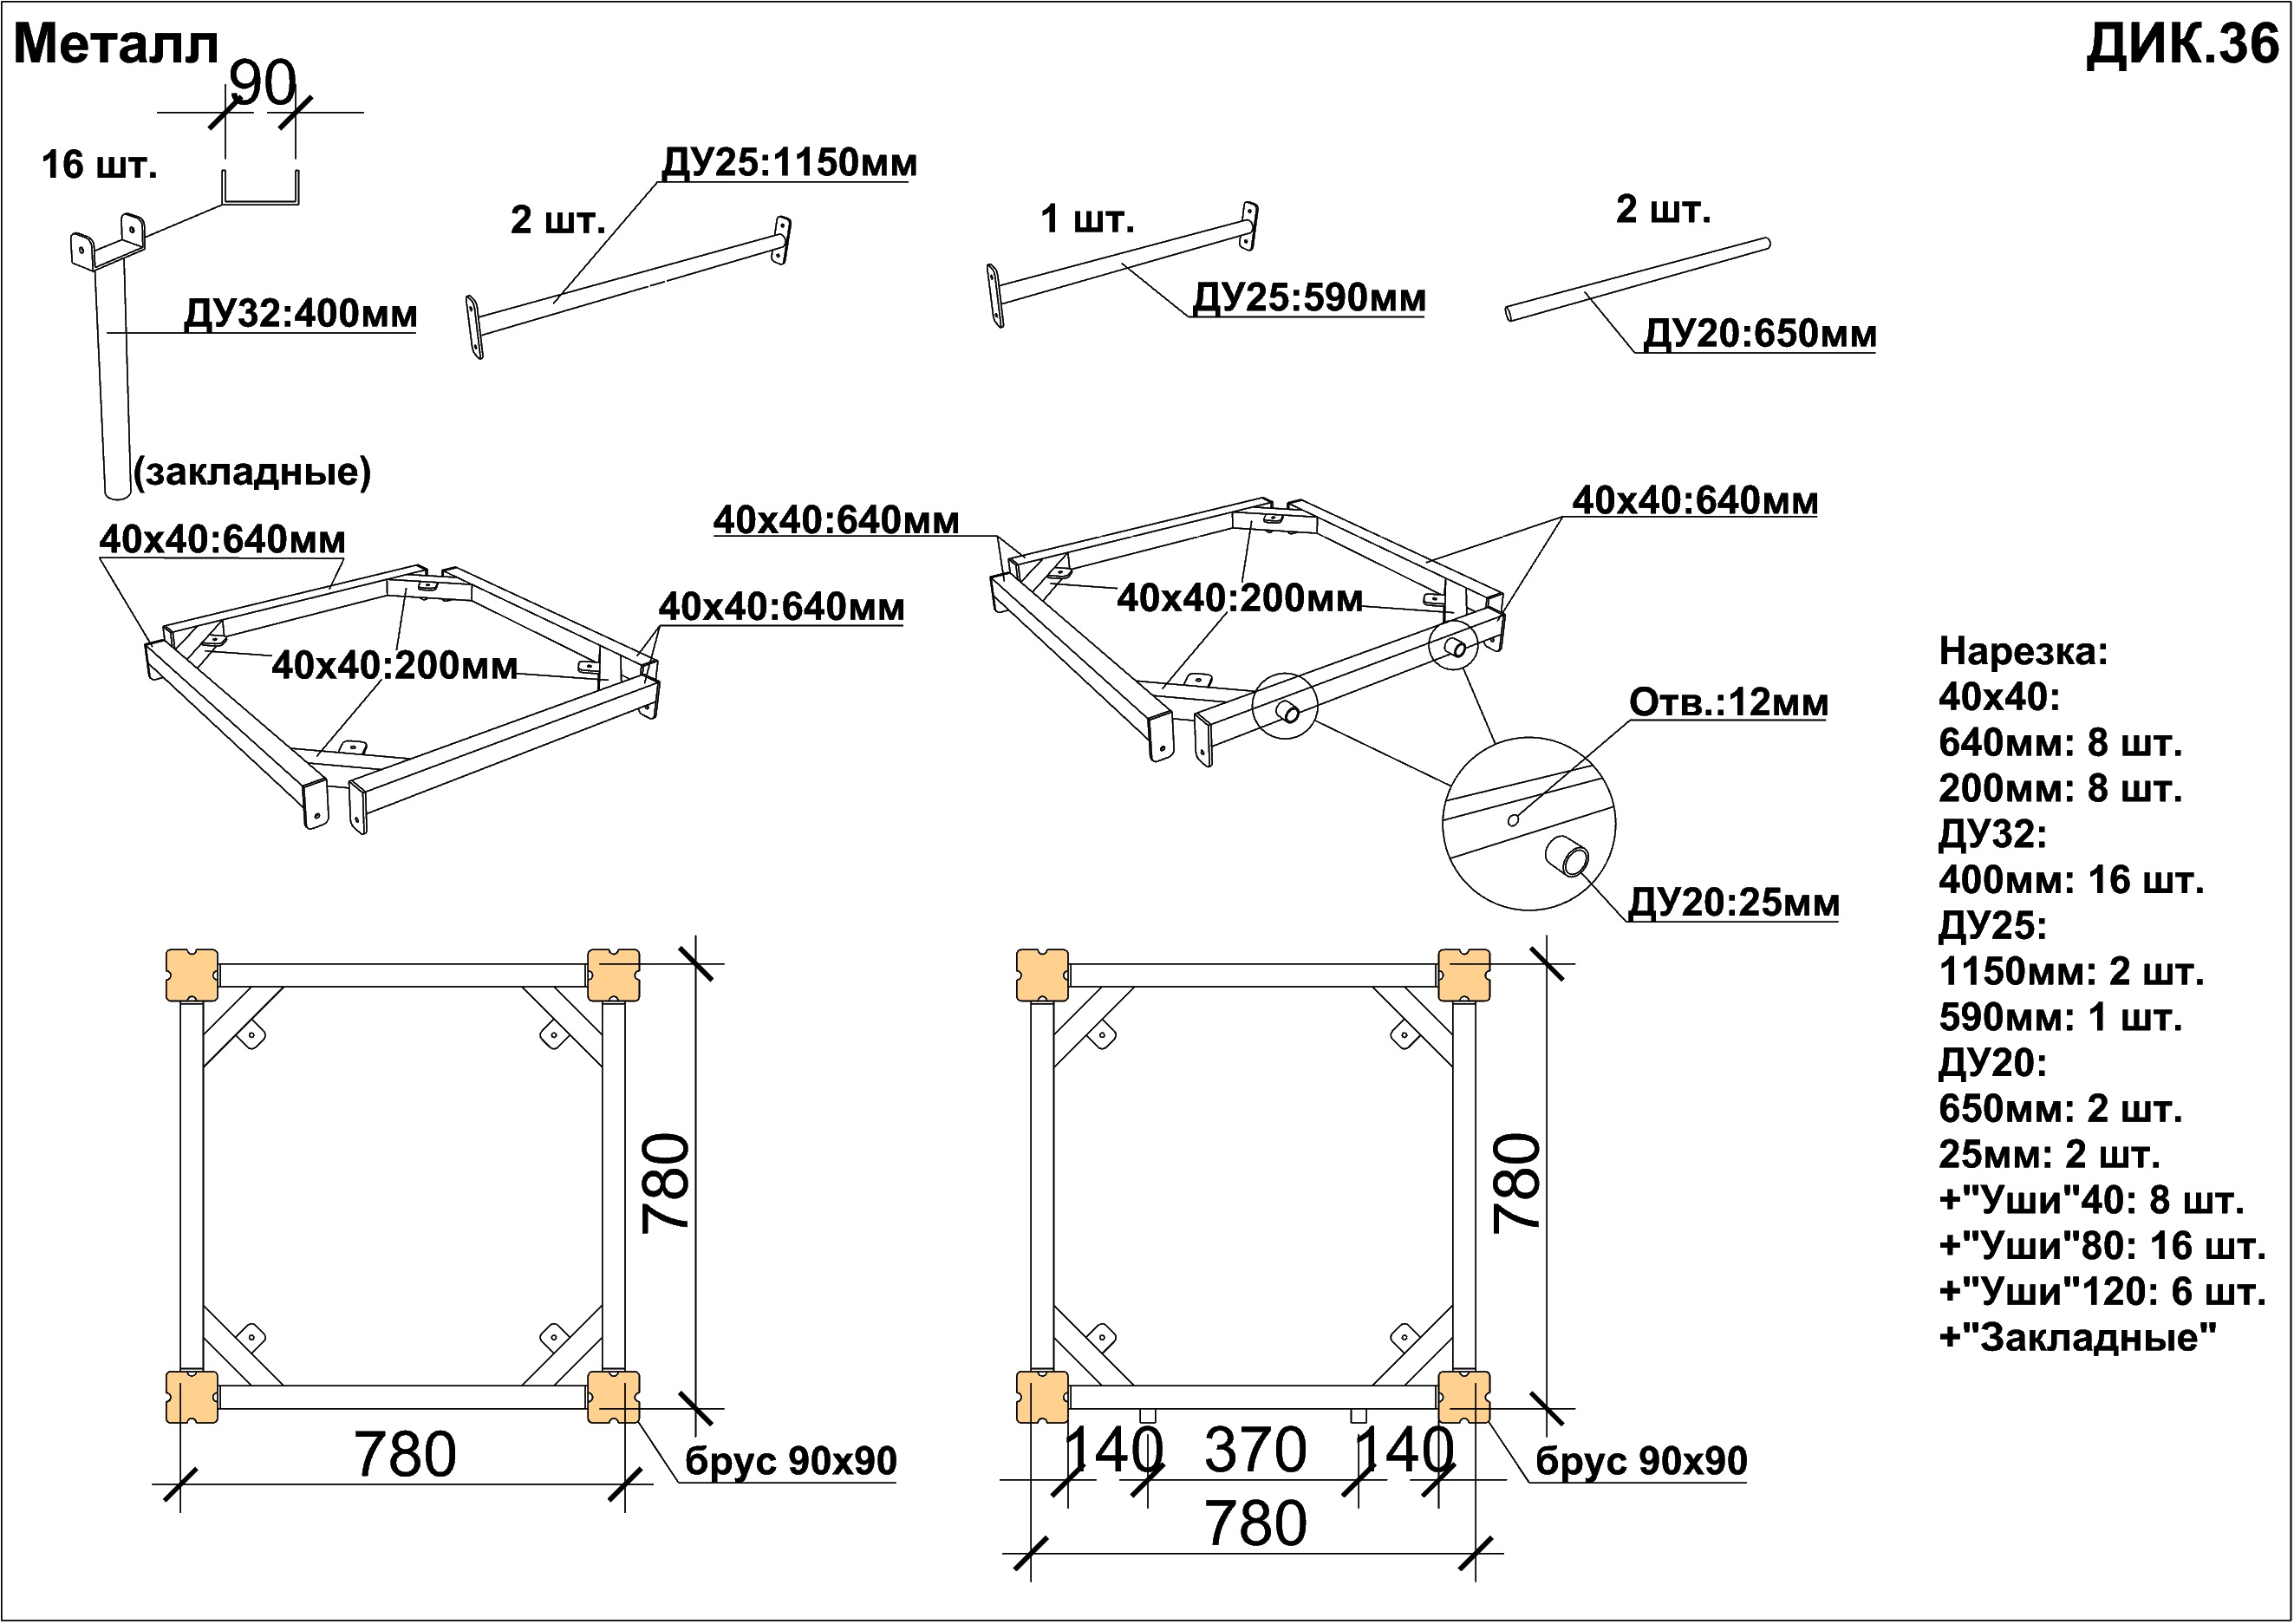 Металл
ДИК.36
90
16 шт.
ДУ32:400мм
(закладные)
2 шт.
ДУ25:1150мм
1 шт.
ДУ25:590мм
2 шт.
ДУ20:650мм
40х40:640мм
40х40:640мм
40х40:200мм
40х40:640мм
40х40:640мм
40х40:200мм
Отв.:12мм
ДУ20:25мм
780
780
брус 90х90
780
140
370
140
780
брус 90х90
Нарезка:
40х40:
640мм: 8 шт.
200мм: 8 шт.
ДУ32:
400мм: 16 шт.
ДУ25:
1150мм: 2 шт.
590мм: 1 шт.
ДУ20:
650мм: 2 шт.
25мм: 2 шт.
+"Уши"40: 8 шт.
+"Уши"80: 16 шт.
+"Уши"120: 6 шт.
+"Закладные"